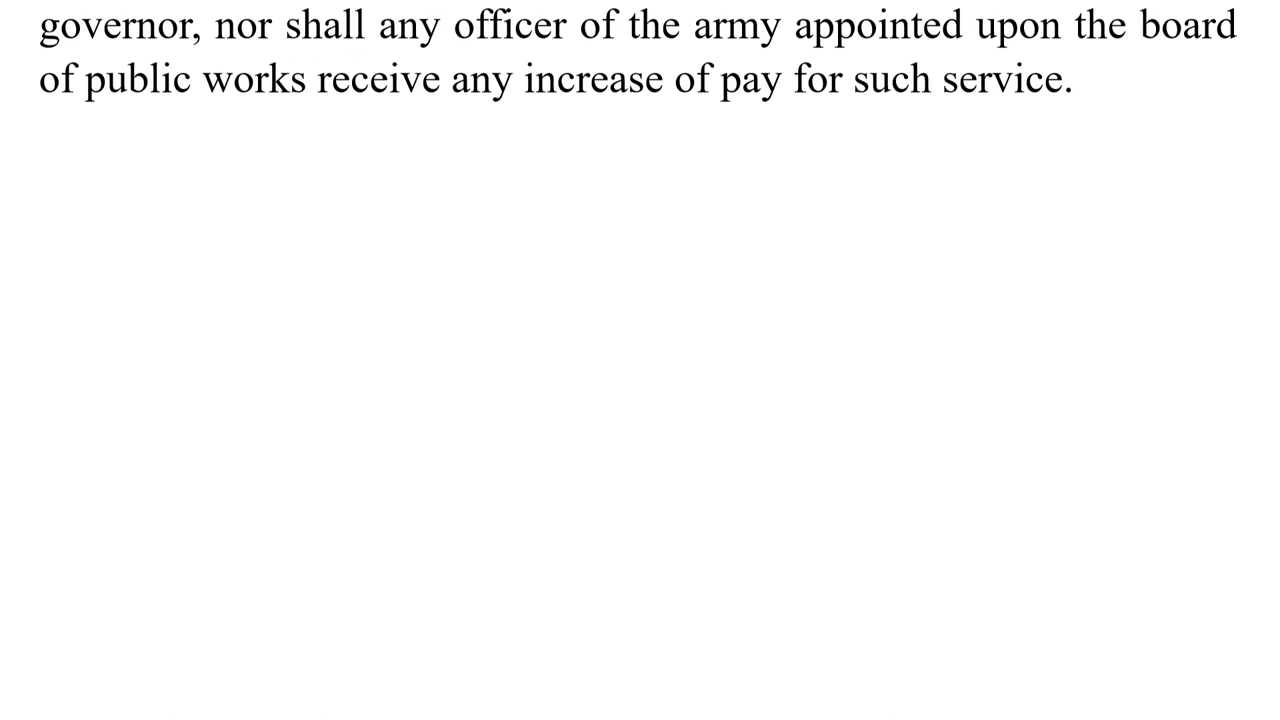 governor, nor shall any officer of the army appointed upon the board
of public works receive any increase of pay for such service.